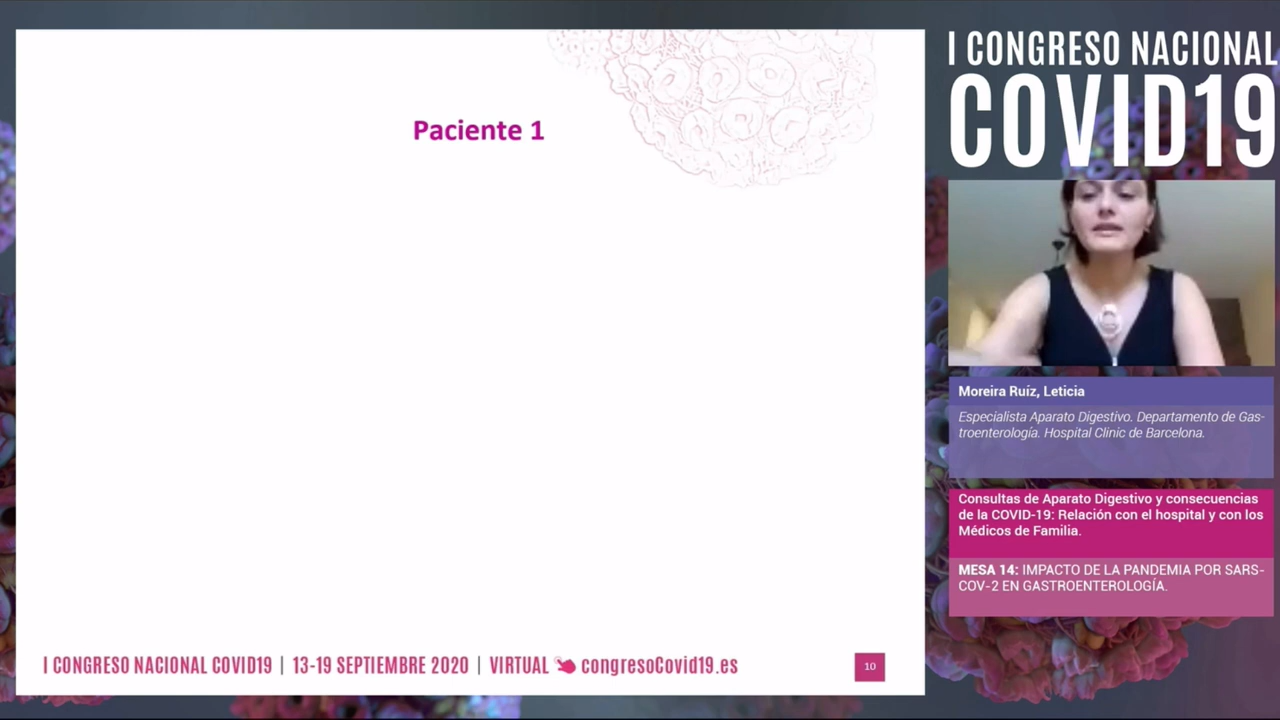 Paciente 1
I CONGRESO NACIONAL COVID19 | 13-19 SEPTIEMBRE 2020 | VIRTUAL congresoCovid19.es
10
I CONGRESO NACIONAL
COVID19
Moreira Ruíz, Leticia
Especialista Aparato Digestivo. Departamento de Gas-
troenterología. Hospital Clinic de Barcelona.
Consultas de Aparato Digestivo y consecuencias
de la COVID-19: Relación con el hospital y con los
Médicos de Familia.
MESA 14: IMPACTO DE LA PANDEMIA POR SARS-
COV-2 EN GASTROENTEROLOGÍA.